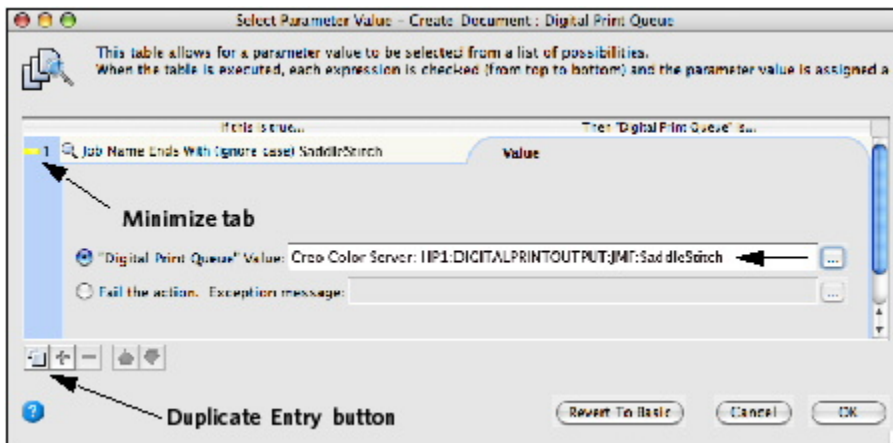 Select Parameter Value - Create Document : Digital Print Queue
This table allows for a parameter value to be selected from a list of possibilities.
When the table is executed, each expression is checked (from top to bottom) and the parameter value is assigned a
If this is true...
Then "Digital Print Queue" is...
1 Job Name Ends With (ignore case) SaddleStitch
Value
Minimize tab
"Digital Print Queue" Value: Creo Color Server: HP1:DIGITALPRINTOUTPUT:JMF:SaddleStitch ...
Fail the action. Exception message: ...
Duplicate Entry button
? Revert To Basic Cancel OK